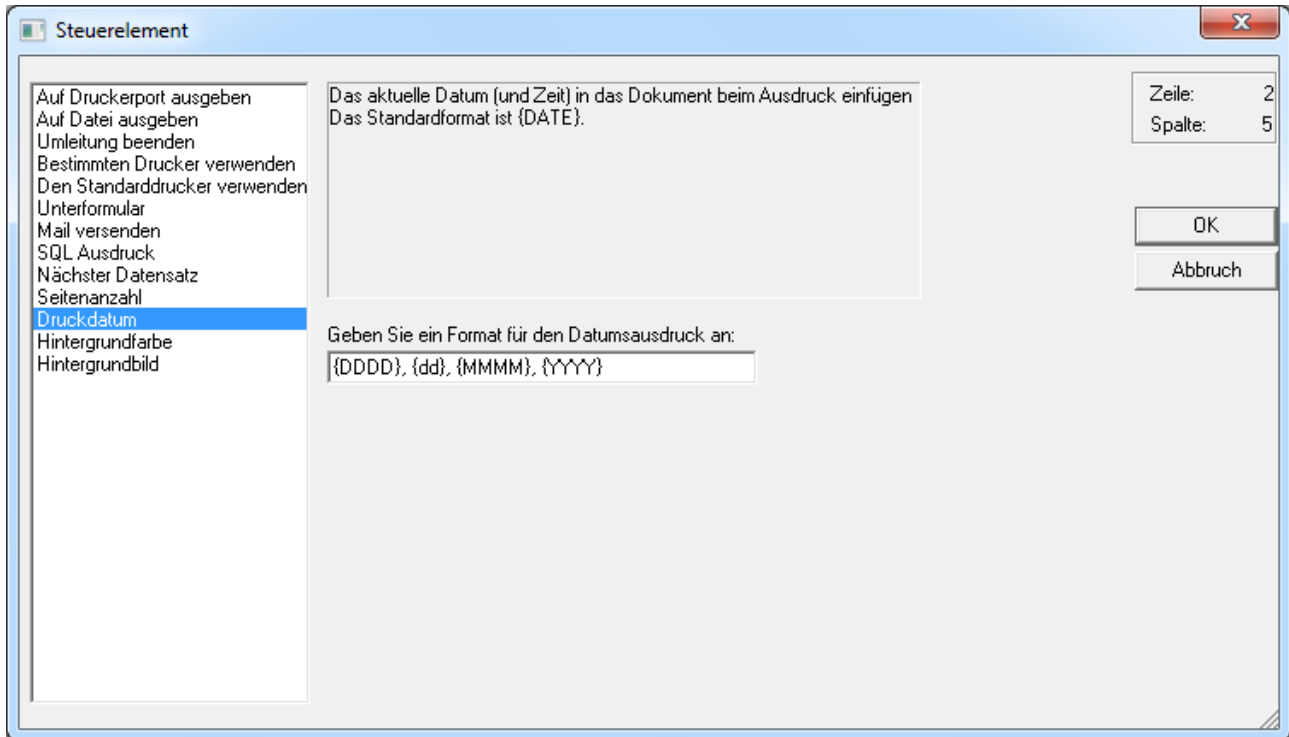 Steuerelement
Auf Druckerport ausgeben
Auf Datei ausgeben
Umleitung beenden
Bestimmten Drucker verwenden
Den Standarddrucker verwenden
Unterformular
Mail versenden
SQL Ausdruck
Nächster Datensatz
Seitenanzahl
Druckdatum
Hintergrundfarbe
Hintergrundbild
Das aktuelle Datum (und Zeit) in das Dokument beim Ausdruck einfügen
Das Standardformat ist {DATE}.
Geben Sie ein Format für den Datumsausdruck an:
{DDDD}, {dd}, {MMMM}, {YYYY}
Zeile: 2
Spalte: 5
OK
Abbruch